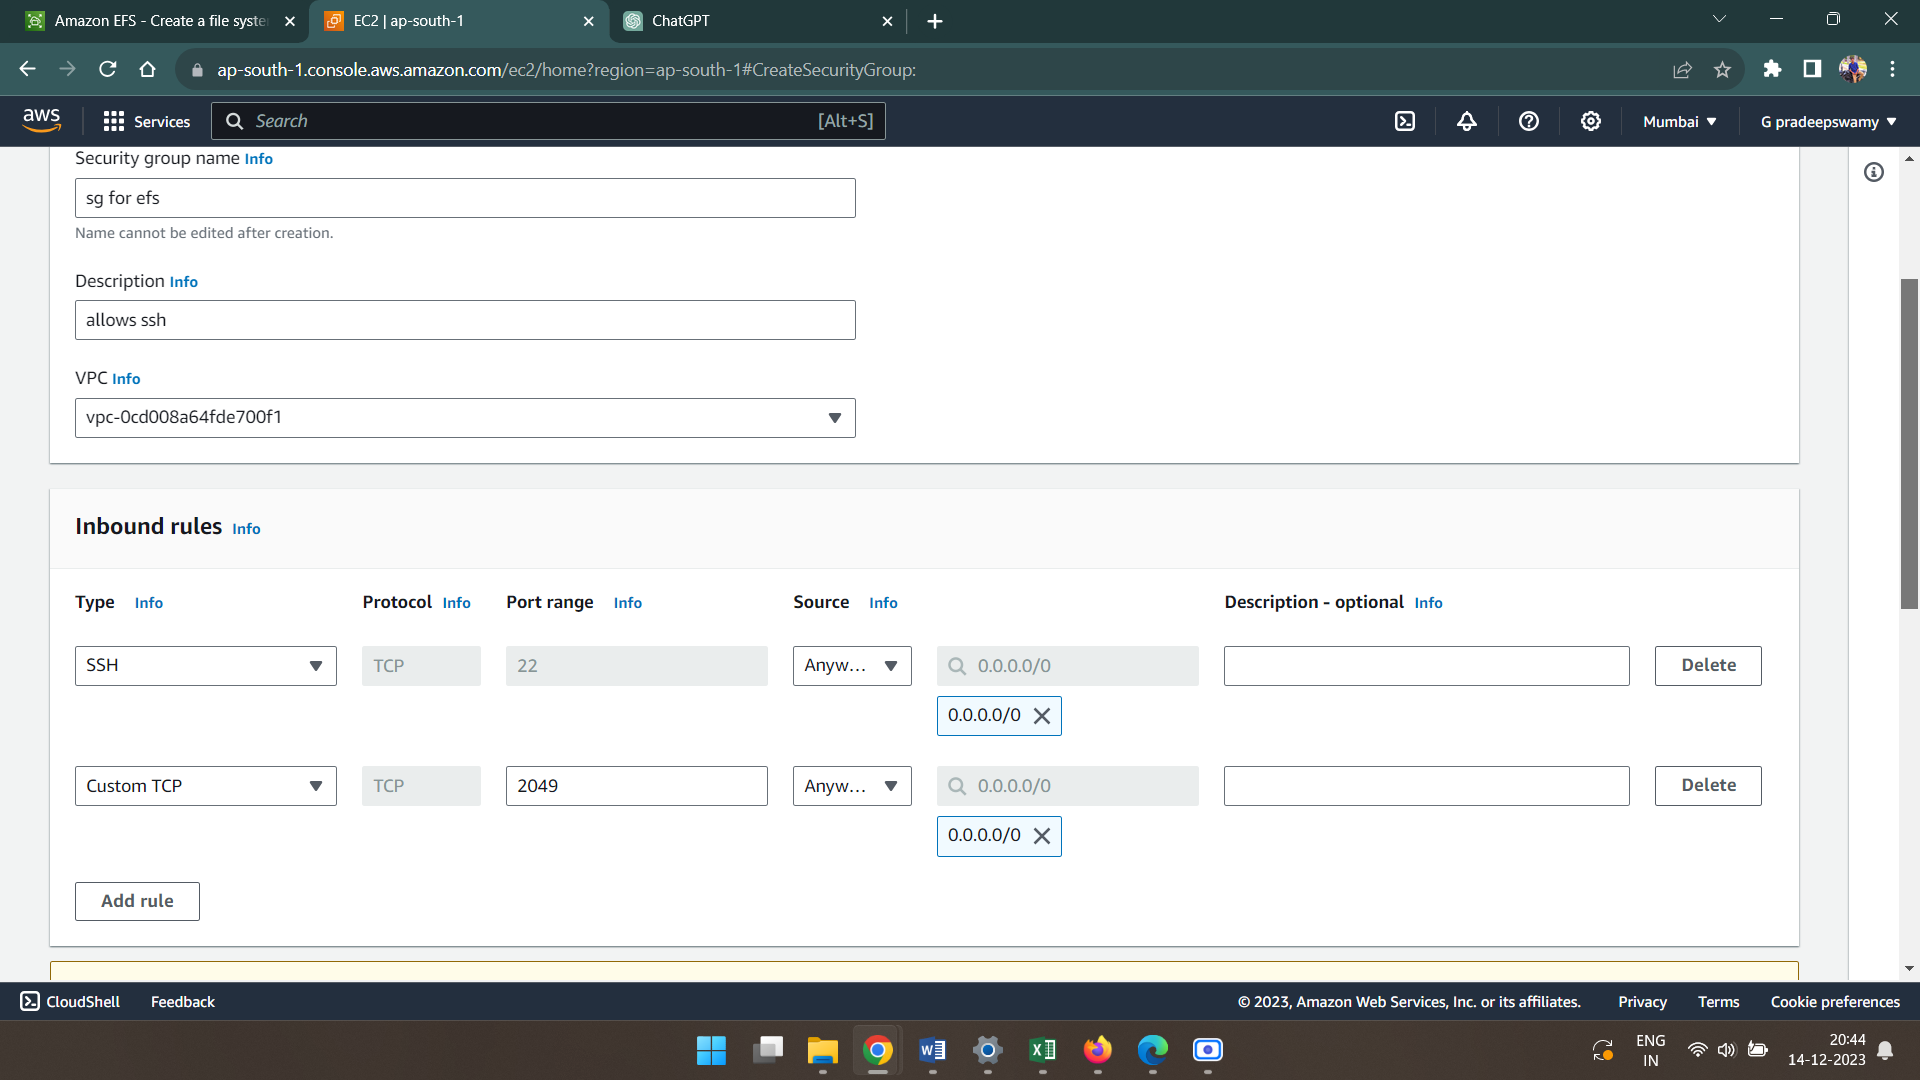 Amazon EFS - Create a file syste
EC2 | ap-south-1
ChatGPT
ap-south-1.console.aws.amazon.com/ec2/home?region=ap-south-1#CreateSecurityGroup:
aws
Services
Search
[Alt+S]
Mumbai
G pradeepswamy
Security group name Info
sg for efs
Name cannot be edited after creation.
Description Info
allows ssh
VPC Info
vpc-0cd008a64fde700f1
Inbound rules Info
Type Info
Protocol Info
Port range Info
Source Info
Description - optional Info
SSH
TCP
22
Anyw...
0.0.0.0/0
Delete
0.0.0.0/0
Custom TCP
TCP
2049
Anyw...
0.0.0.0/0
Delete
0.0.0.0/0
Add rule
CloudShell
Feedback
© 2023, Amazon Web Services, Inc. or its affiliates.
Privacy
Terms
Cookie preferences
ENG
IN
20:44
14-12-2023